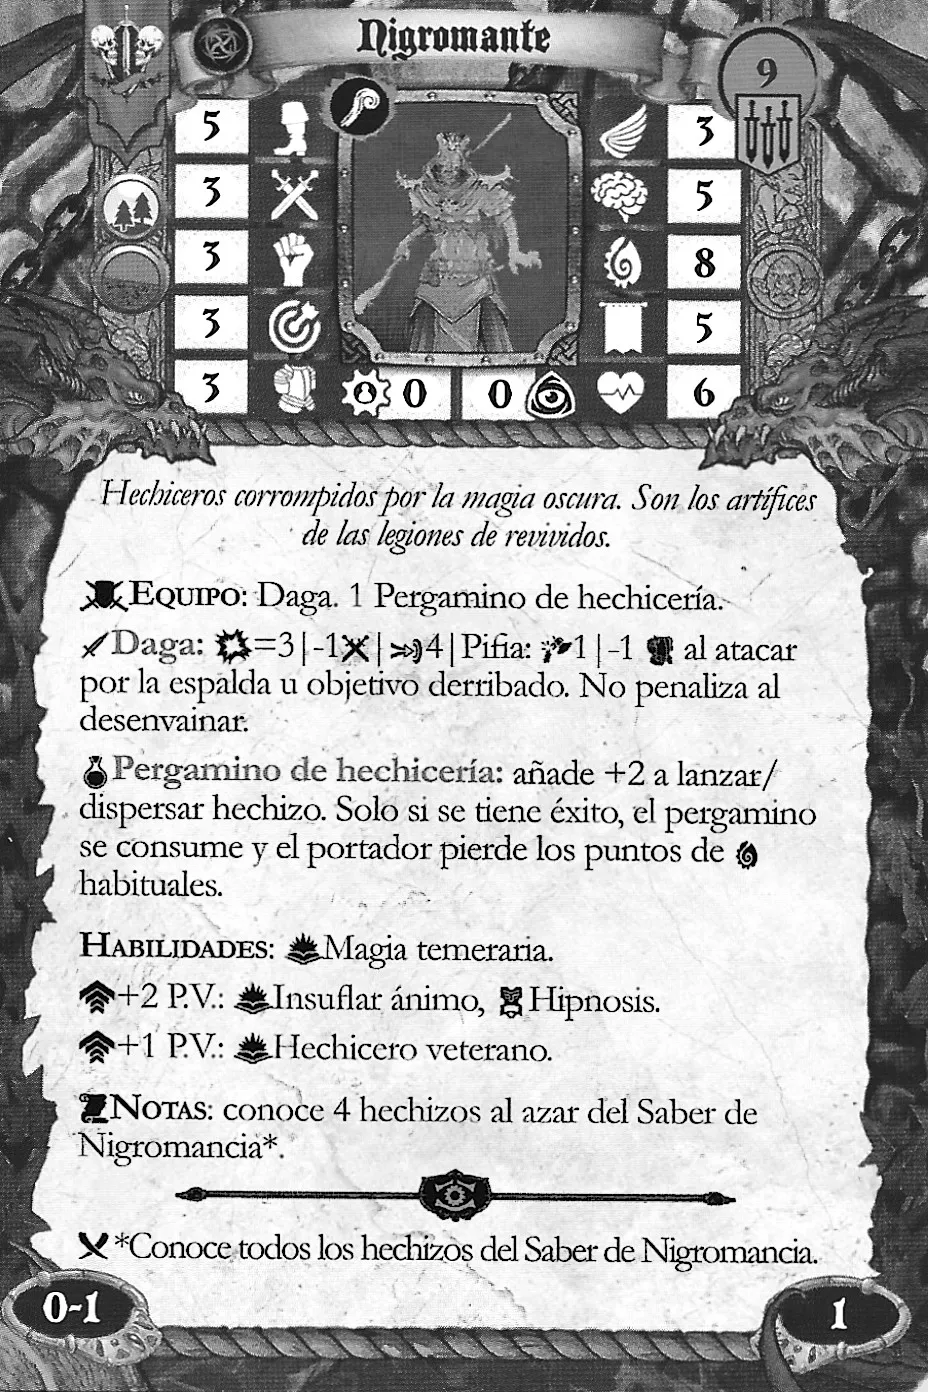 Nigromante
9
5
3
3
5
3
8
3
5
3
0
0
6
Hechiceros corrompidos por la magia oscura. Son los artífices
de las legiones de revividos.
EQUIPO: Daga. 1 Pergamino de hechicería.
Daga: =3|-1|4|Pifia: 1|-1 al atacar
por la espalda u objetivo derribado. No penaliza al
desenvainar.
Pergamino de hechicería: añade +2 a lanzar/
dispersar hechizo. Solo si se tiene éxito, el pergamino
se consume y el portador pierde los puntos de
habituales.
HABILIDADES: Magia temeraria.
+2 P.V.: Insuflar ánimo, Hipnosis.
+1 P.V.: Hechicero veterano.
NOTAS: conoce 4 hechizos al azar del Saber de
Nigromancia*.
*Conoce todos los hechizos del Saber de Nigromancia.
0-1
1